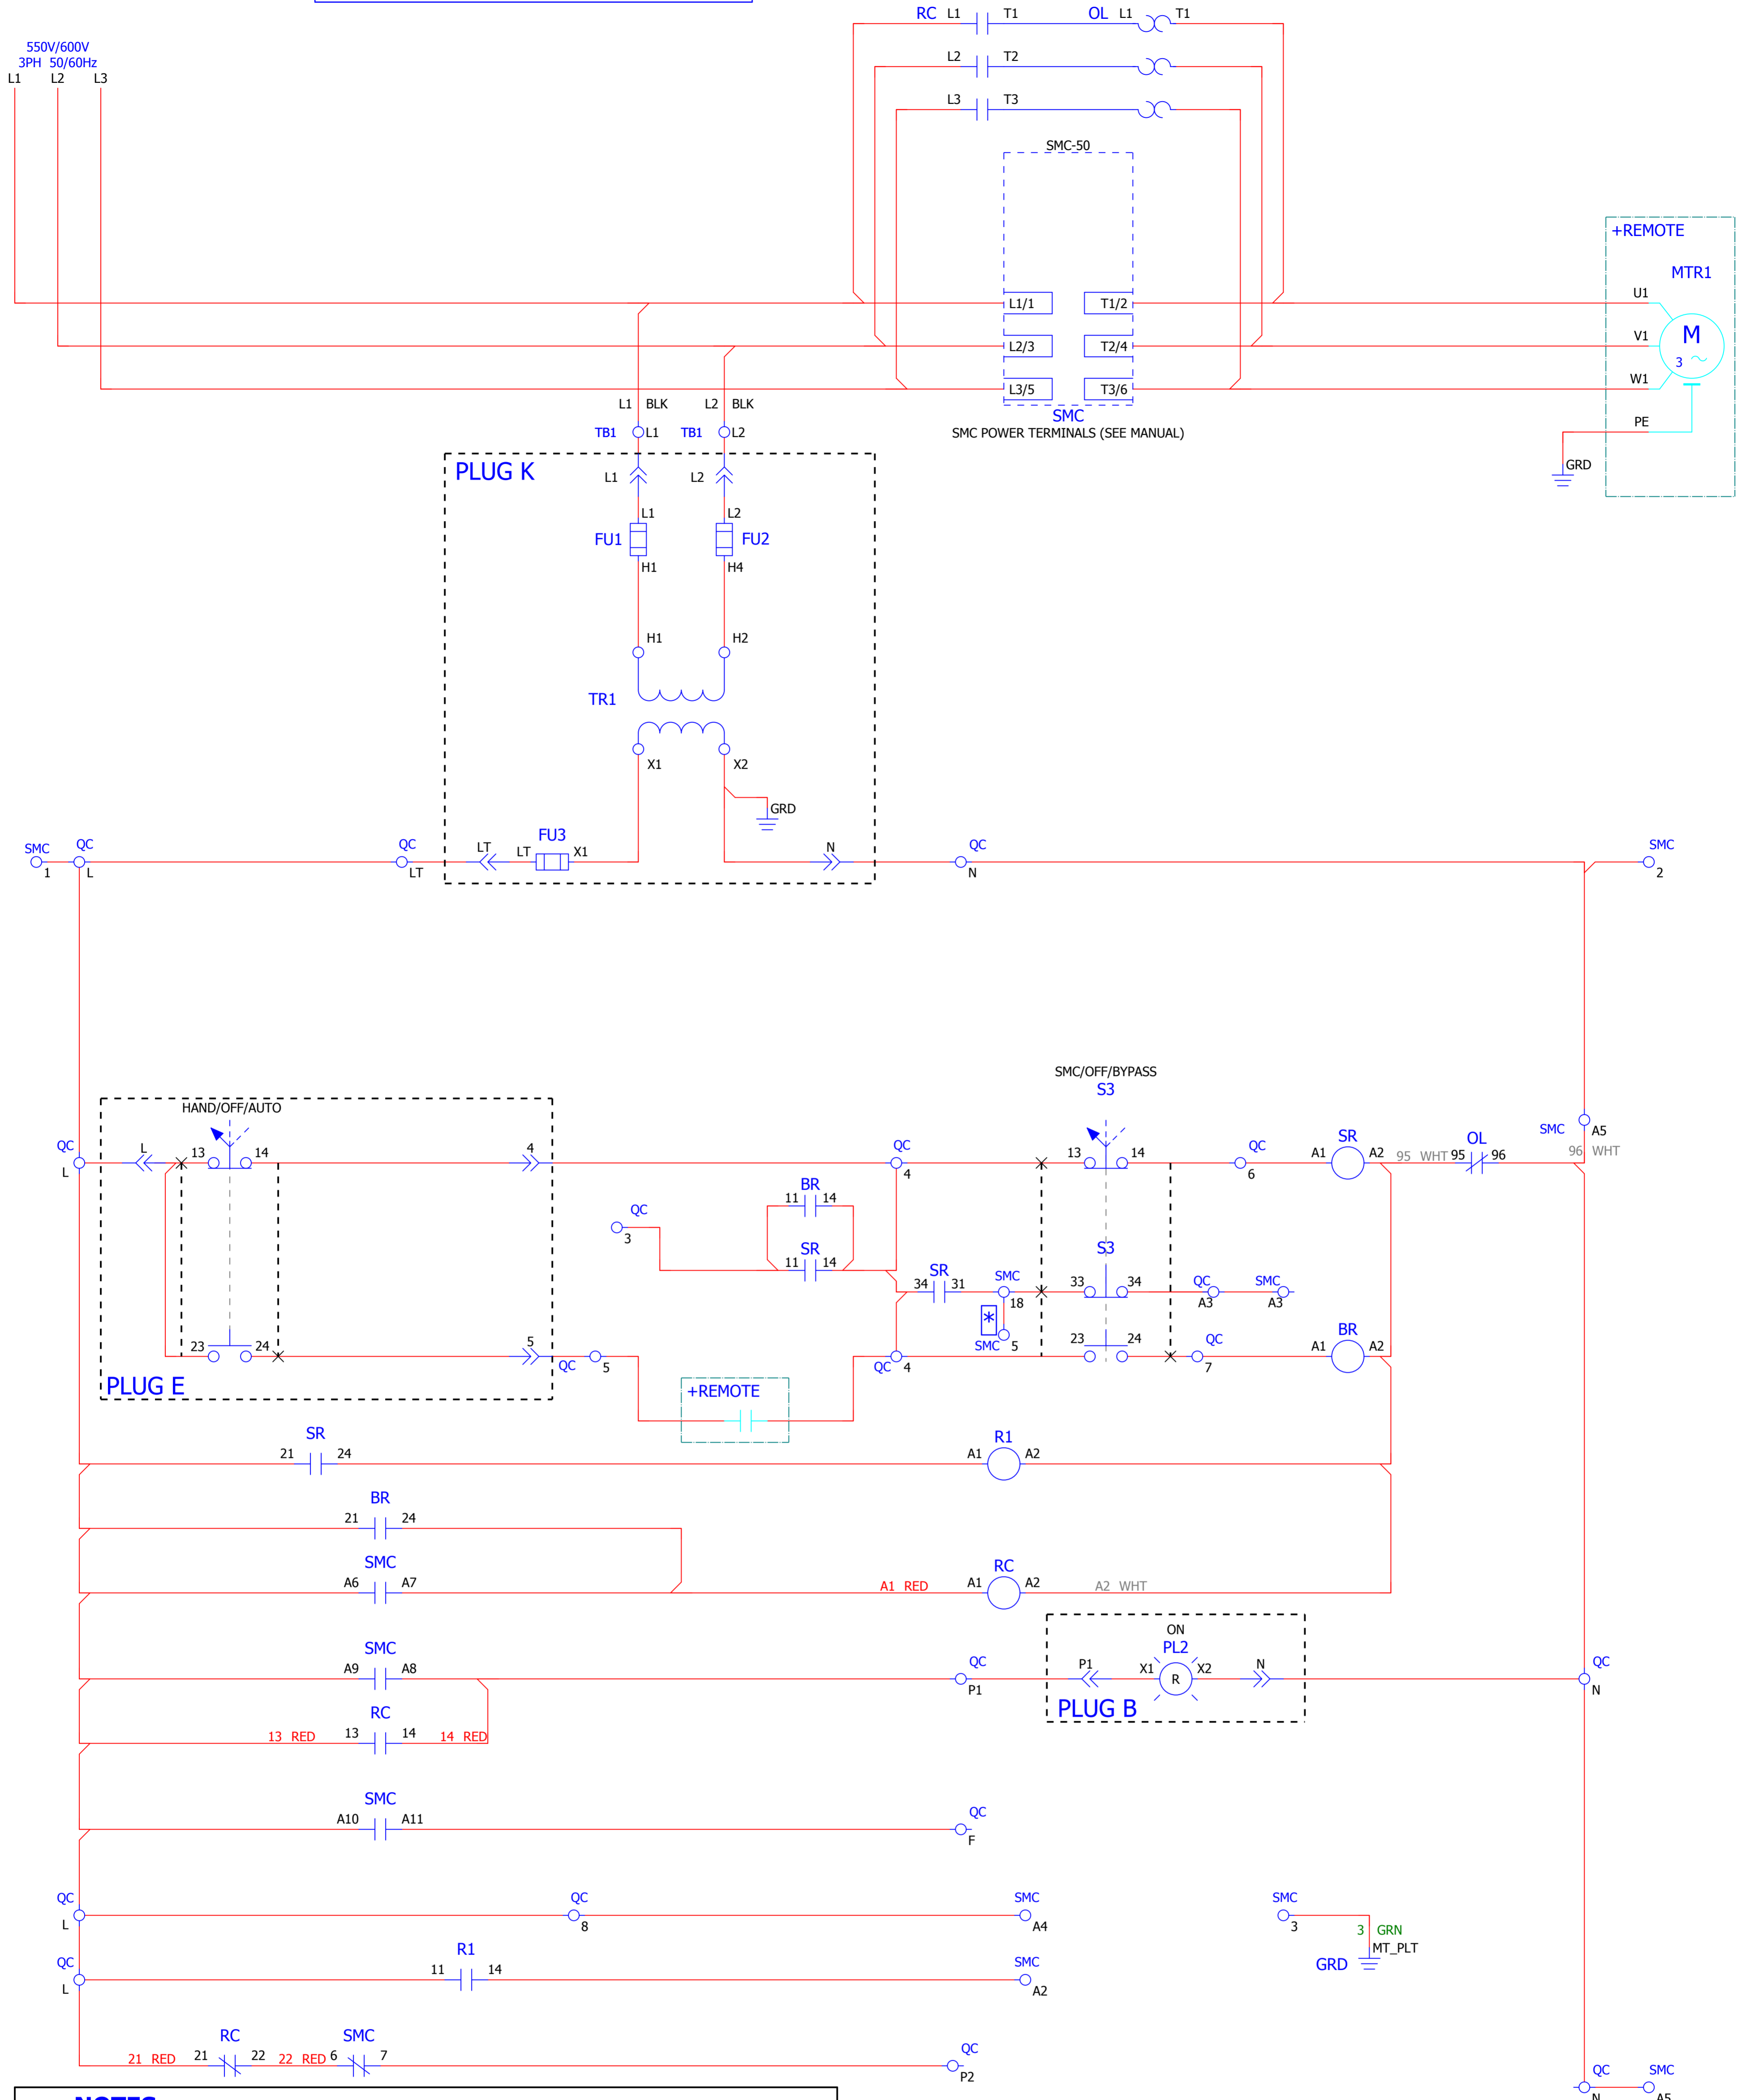 RC L1 T1 OL L1 T1
550V/600V
3PH 50/60Hz
L1 L2 L3
L2 T2
L3 T3
SMC-50
+REMOTE
MTR1
L1/1 T1/2 U1
L2/3 T2/4 V1 M
3
L3/5 T3/6 W1
L1 BLK L2 BLK
SMC
TB1 L1 TB1 L2
SMC POWER TERMINALS (SEE MANUAL)
PE
GRD
PLUG K
L1 L2
L1 L2
FU1 FU2
H1 H4
H1 H2
TR1
X1 X2
GRD
SMC QC QC FU3 QC SMC
LT LT X1 N
1 L LT N 2
SMC/OFF/BYPASS
S3
HAND/OFF/AUTO
QC L 13 14 4 QC 13 14 QC SR OL SMC A5
L 4 6 A1 A2 95 WHT 95 96 96 WHT
BR
11 14
QC
3
SR
11 14
S3
SR
34 31 SMC 33 34 QC SMC
18 A3 A3
*
SMC 5
23 24 5 QC 5 QC 4 23 24 QC 7 BR A1 A2
PLUG E
+REMOTE
SR R1
21 24 A1 A2
BR
21 24
SMC RC
A6 A7 A1 RED A1 A2 A2 WHT
ON
SMC PL2
A9 A8 QC P1 X1 R X2 N QC
P1 N
PLUG B
RC
13 RED 13 14 14 RED
SMC
A10 A11 QC
F
QC QC SMC SMC
L 8 A4 3
3 GRN
MT_PLT
GRD
QC R1 SMC
L 11 14 A2
RC SMC
21 RED 21 22 22 RED 6 7 QC
P2
QC SMC
N A5
NOTES